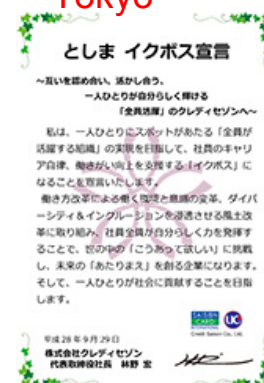 Tokyo
としま イクボス宣言
～互いを認め合い、活かし合う、
一人ひとりが自分らしく輝ける
「全員活躍」のクレディセゾンへ～
私は、一人ひとりにスポットがあたる「全員が
活躍する組織」の実現を目指して、社員のキャリ
ア自律、働きがい向上を支援する「イクボス」に
なることを宣言いたします。
働き方改革による働く環境と意識の変革、ダイバ
ーシティ＆インクルージョンを浸透させる風土改
革に取り組み、社員全員が自分らしく力を発揮す
ることで、世の中の「こうあって欲しい」に挑戦
し、未来の「あたりまえ」を創る企業になります。
そして、一人ひとりが社会に貢献することを目指
します。
SAISON CARD INTERNATIONAL UC
Credit Saison Co., Ltd.
平成28年9月29日
株式会社クレディセゾン
代表取締役社長 林野 宏